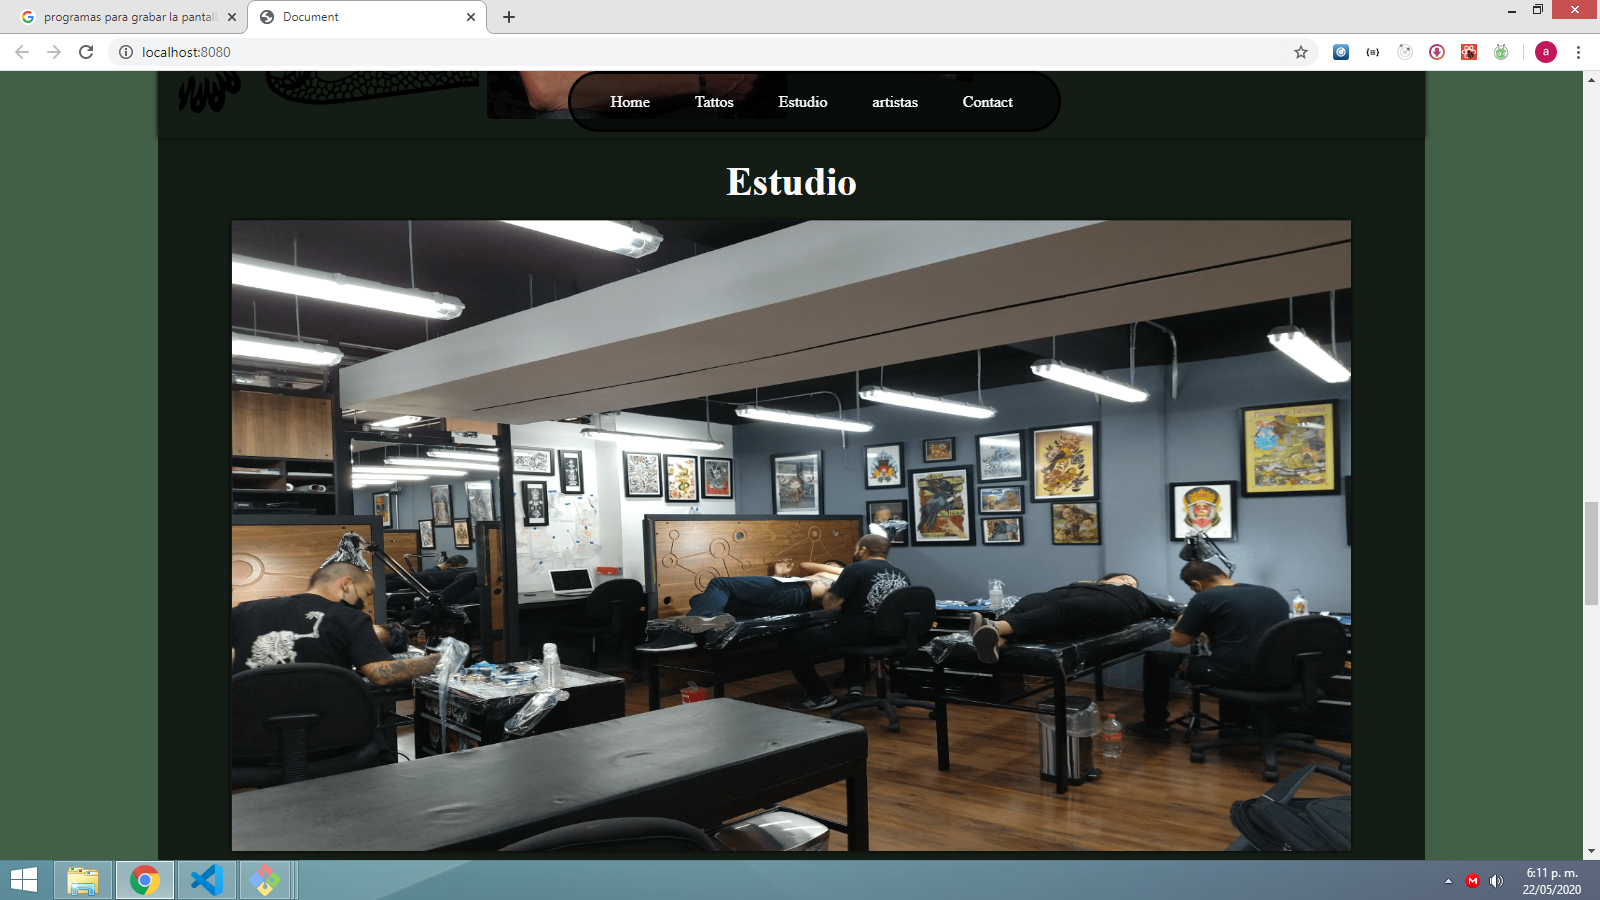 programas para grabar la pantall
Document
localhost:8080
a
Home
Tattos
Estudio
artistas
Contact
Estudio
6:11 p. m.
22/05/2020